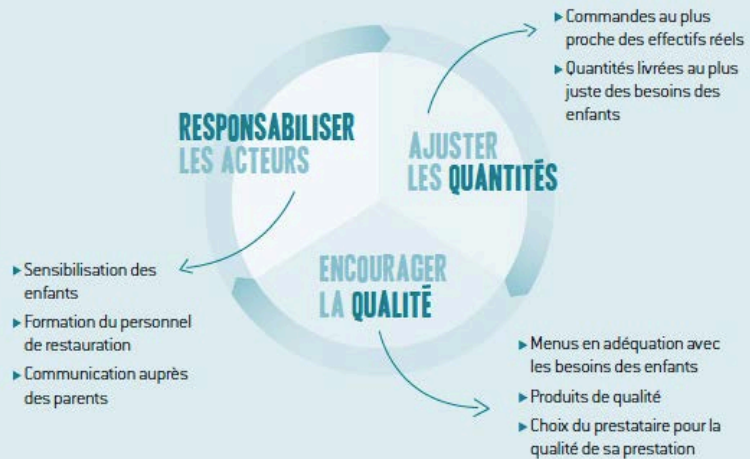 ▸ Commandes au plus
proche des effectifs réels
▸ Quantités livrées au plus
juste des besoins des
enfants
RESPONSABILISER
LES ACTEURS
AJUSTER
LES QUANTITÉS
ENCOURAGER
LA QUALITÉ
▸ Sensibilisation des
enfants
▸ Formation du personnel
de restauration
▸ Communication auprès
des parents
▸ Menus en adéquation avec
les besoins des enfants
▸ Produits de qualité
▸ Choix du prestataire pour la
qualité de sa prestation